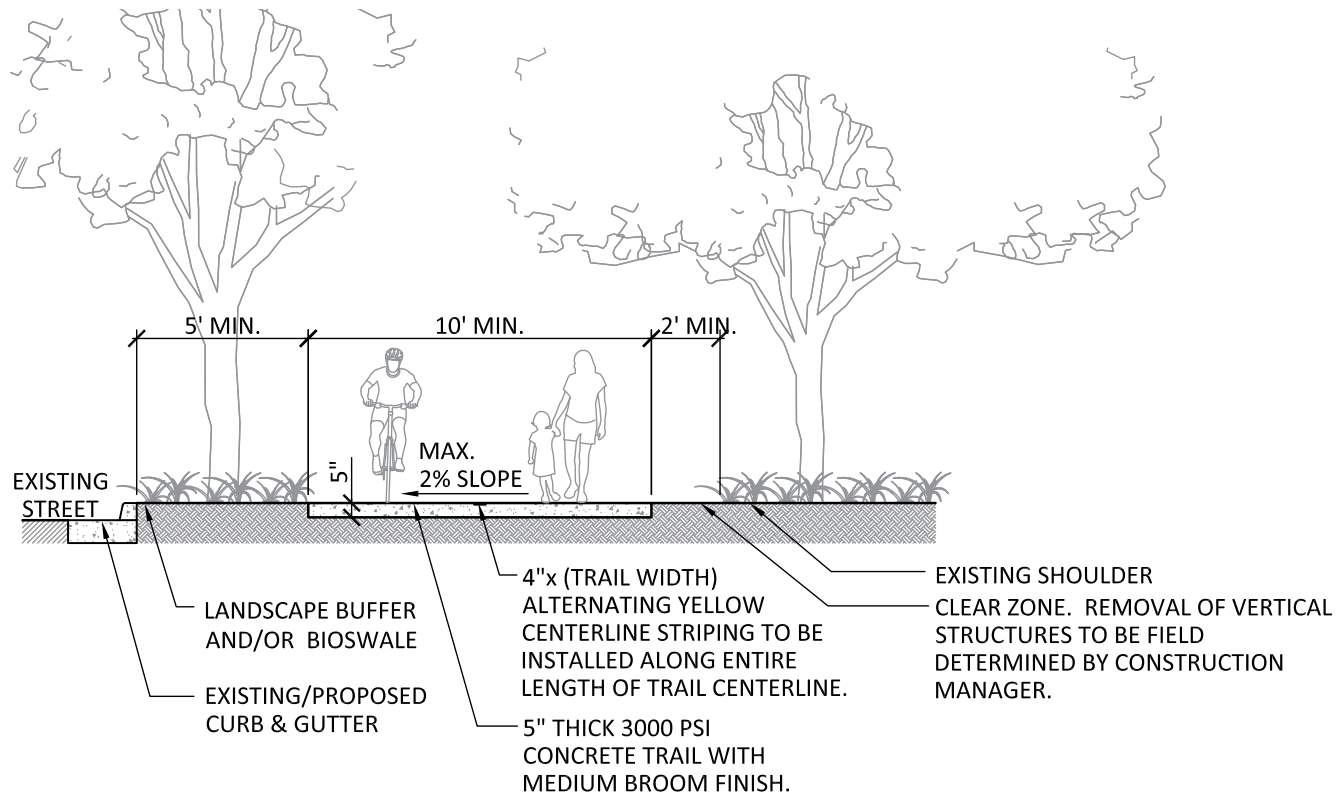 5' MIN.
10' MIN.
2' MIN.
5"
MAX.
2% SLOPE
EXISTING
STREET
LANDSCAPE BUFFER
AND/OR BIOSWALE
EXISTING/PROPOSED
CURB & GUTTER
4"x (TRAIL WIDTH)
ALTERNATING YELLOW
CENTERLINE STRIPING TO BE
INSTALLED ALONG ENTIRE
LENGTH OF TRAIL CENTERLINE.
5" THICK 3000 PSI
CONCRETE TRAIL WITH
MEDIUM BROOM FINISH.
EXISTING SHOULDER
CLEAR ZONE. REMOVAL OF VERTICAL
STRUCTURES TO BE FIELD
DETERMINED BY CONSTRUCTION
MANAGER.